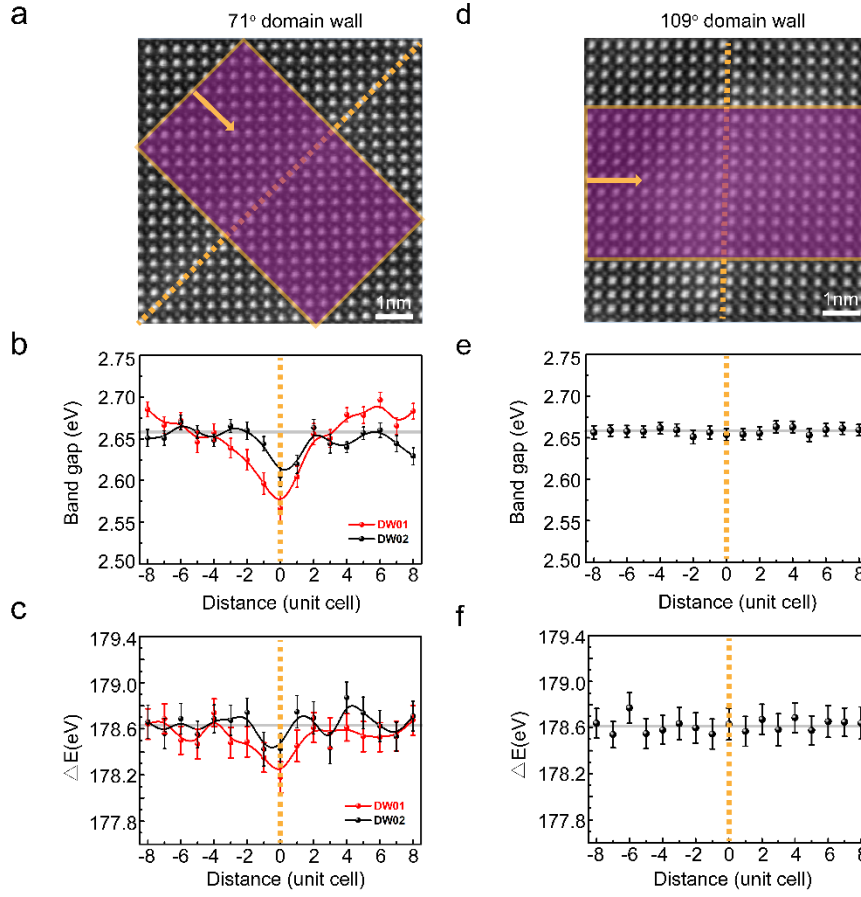 a
71° domain wall
1nm
b
2.75
2.70
2.65
2.60
2.55
2.50
Band gap (eV)
DW01
DW02
-8 -6 -4 -2 0 2 4 6 8
Distance (unit cell)
c
179.4
179.0
178.6
178.2
177.8
△E(eV)
DW01
DW02
-8 -6 -4 -2 0 2 4 6 8
Distance (unit cell)
d
109° domain wall
1nm
e
2.75
2.70
2.65
2.60
2.55
2.50
Band gap (eV)
-8 -6 -4 -2 0 2 4 6 8
Distance (unit cell)
f
179.4
179.0
178.6
178.2
177.8
△E(eV)
-8 -6 -4 -2 0 2 4 6 8
Distance (unit cell)